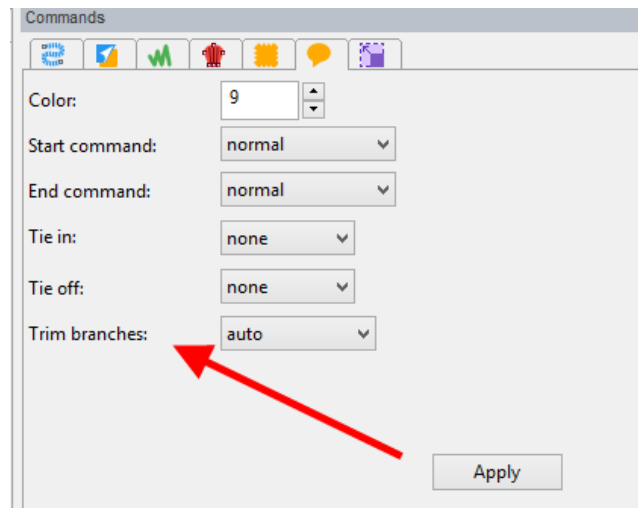 Commands
Color: 9
Start command: normal
End command: normal
Tie in: none
Tie off: none
Trim branches: auto
Apply